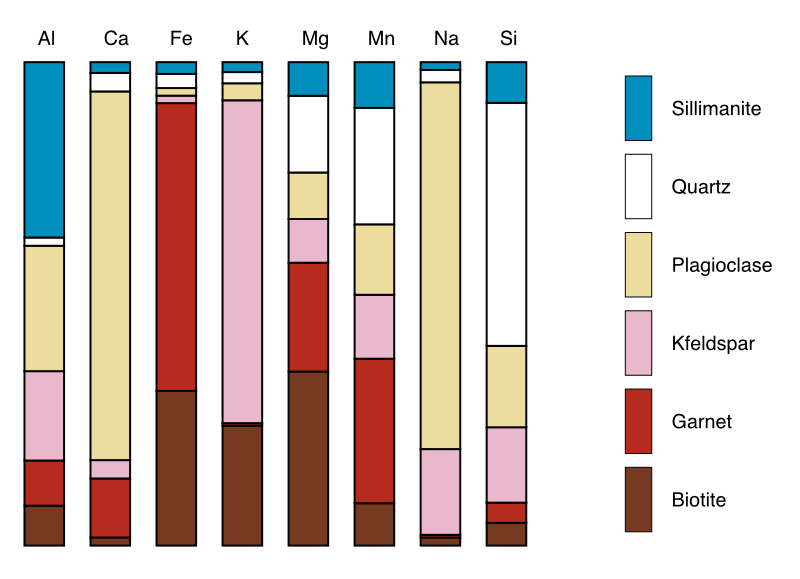 Al Ca Fe K Mg Mn Na Si
Sillimanite
Quartz
Plagioclase
Kfeldspar
Garnet
Biotite